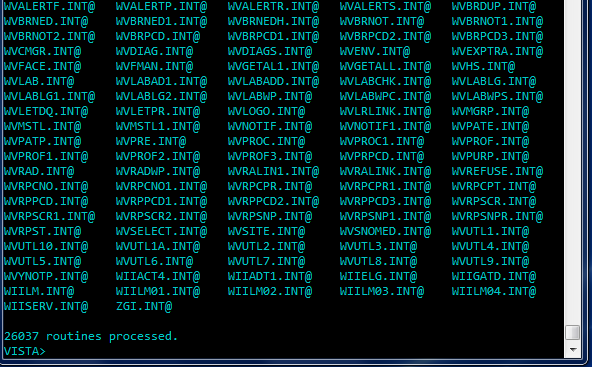 WVALERTF.INT@ WVALERTP.INT@ WVALERTR.INT@ WVALERTS.INT@ WVBRDUP.INT@
WVBRNED.INT@ WVBRNED1.INT@ WVBRNEDH.INT@ WVBRNOT.INT@ WVBRNOT1.INT@
WVBRNOT2.INT@ WVBRPCD.INT@ WVBRPCD1.INT@ WVBRPCD2.INT@ WVBRPCD3.INT@
WVCMGR.INT@ WVDIAG.INT@ WVDIAGS.INT@ WVENV.INT@ WVEXPTRA.INT@
WVFACE.INT@ WVFMAN.INT@ WVGETAL1.INT@ WVGETALL.INT@ WVHS.INT@
WVLAB.INT@ WVLABAD1.INT@ WVLABADD.INT@ WVLABCHK.INT@ WVLABLG.INT@
WVLABLG1.INT@ WVLABLG2.INT@ WVLABWP.INT@ WVLABWPC.INT@ WVLABWPS.INT@
WVLETDQ.INT@ WVLETPR.INT@ WVLOGO.INT@ WVLRLINK.INT@ WVMGRP.INT@
WVMSTL.INT@ WVMSTL1.INT@ WVNOTIF.INT@ WVNOTIF1.INT@ WVPATE.INT@
WVPATP.INT@ WVPRE.INT@ WVPROC.INT@ WVPROC1.INT@ WVPROF.INT@
WVPROF1.INT@ WVPROF2.INT@ WVPROF3.INT@ WVPRPCD.INT@ WVPURP.INT@
WVRAD.INT@ WVRADWP.INT@ WVRALIN1.INT@ WVRALINK.INT@ WVREFUSE.INT@
WVRPCNO.INT@ WVRPCNO1.INT@ WVRPCPR.INT@ WVRPCPR1.INT@ WVRPCPT.INT@
WVRPPCD.INT@ WVRPPCD1.INT@ WVRPPCD2.INT@ WVRPPCD3.INT@ WVRPSCR.INT@
WVRPSCR1.INT@ WVRPSCR2.INT@ WVRPSNP.INT@ WVRPSNP1.INT@ WVRPSNPR.INT@
WVRPST.INT@ WVSELECT.INT@ WVSITE.INT@ WVSNOMED.INT@ WVUTL1.INT@
WVUTL10.INT@ WVUTL1A.INT@ WVUTL2.INT@ WVUTL3.INT@ WVUTL4.INT@
WVUTL5.INT@ WVUTL6.INT@ WVUTL7.INT@ WVUTL8.INT@ WVUTL9.INT@
WVYNOTP.INT@ WIIACT4.INT@ WIIADT1.INT@ WIIELG.INT@ WIIGATD.INT@
WIILM.INT@ WIILM01.INT@ WIILM02.INT@ WIILM03.INT@ WIILM04.INT@
WIISERV.INT@ ZGI.INT@
26037 routines processed.
VISTA>